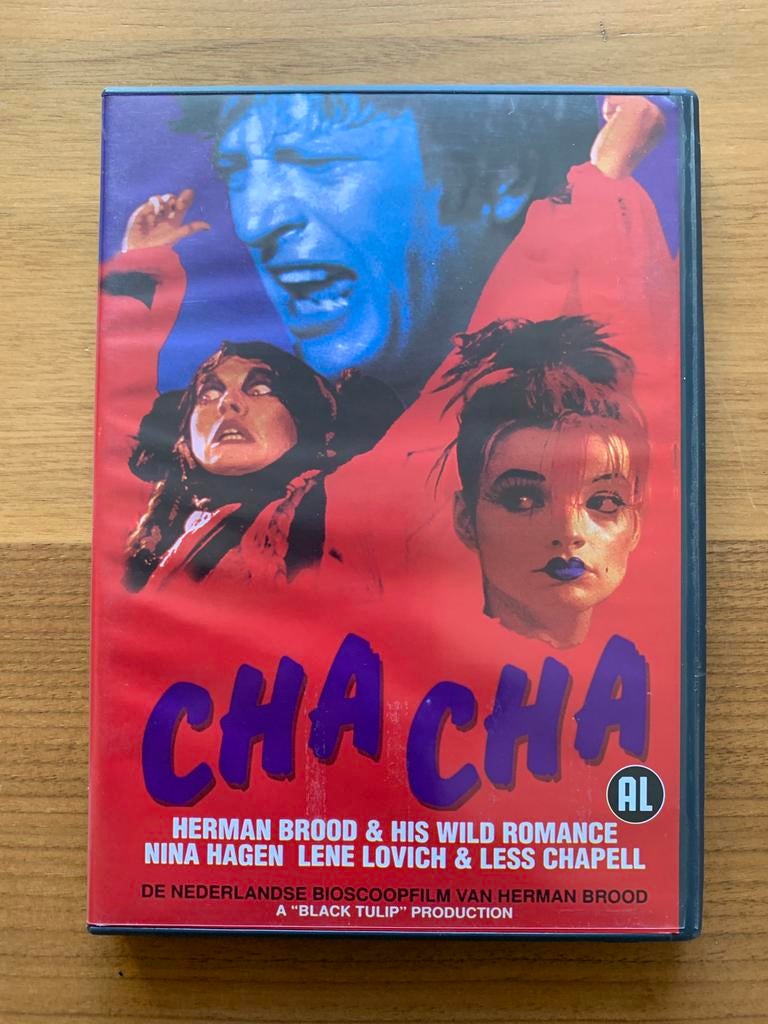 CHA CHA
AL
HERMAN BROOD & HIS WILD ROMANCE
NINA HAGEN LENE LOVICH & LESS CHAPELL
DE NEDERLANDSE BIOSCOOPFILM VAN HERMAN BROOD
A "BLACK TULIP" PRODUCTION